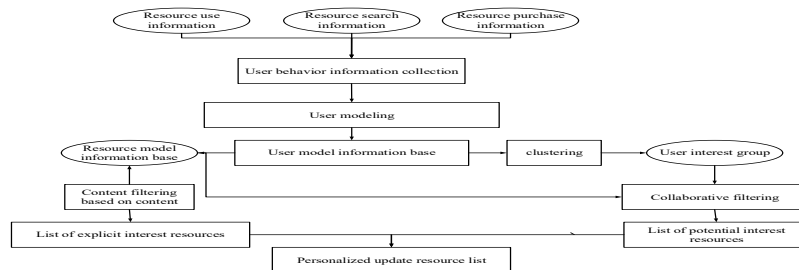 Resource use
information
Resource search
information
Resource purchase
information
User behavior information collection
User modeling
Resource model
information base
User model information base
clustering
User interest group
Content filtering
based on content
Collaborative filtering
List of explicit interest resources
List of potential interest
resources
Personalized update resource list